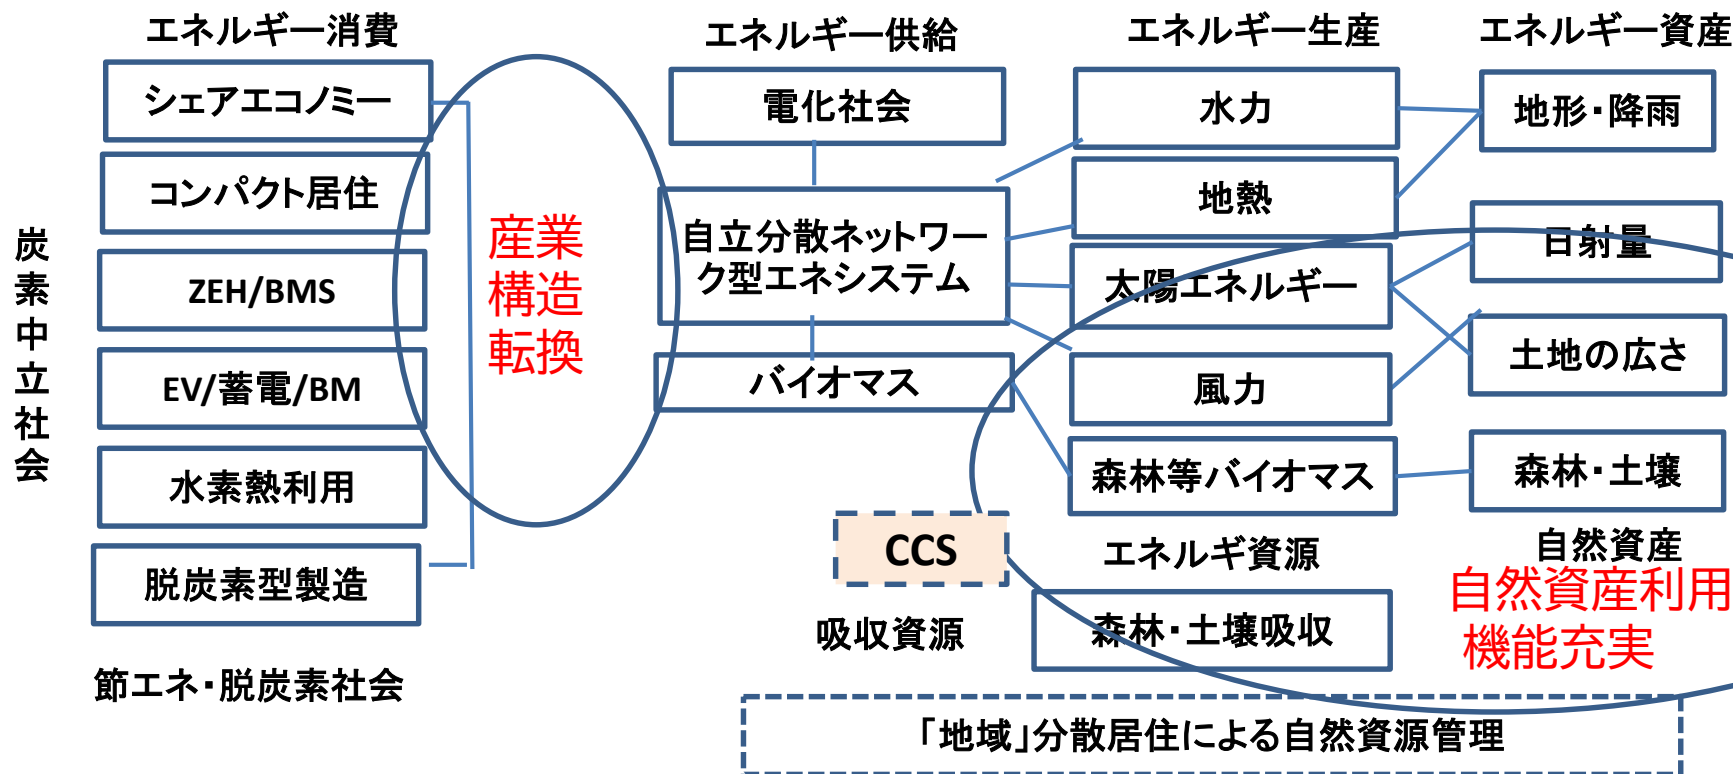 炭素中立社会
エネルギー消費
シェアエコノミー
コンパクト居住
ZEH/BMS
EV/蓄電/BM
水素熱利用
脱炭素型製造
節エネ・脱炭素社会
産業
構造
転換
エネルギー供給
電化社会
自立分散ネットワー
ク型エネシステム
バイオマス
CCS
吸収資源
エネルギー生産
水力
地熱
太陽エネルギー
風力
森林等バイオマス
エネルギ資源
森林・土壌吸収
エネルギー資産
地形・降雨
日射量
土地の広さ
森林・土壌
自然資産
自然資産利用
機能充実
「地域」分散居住による自然資源管理